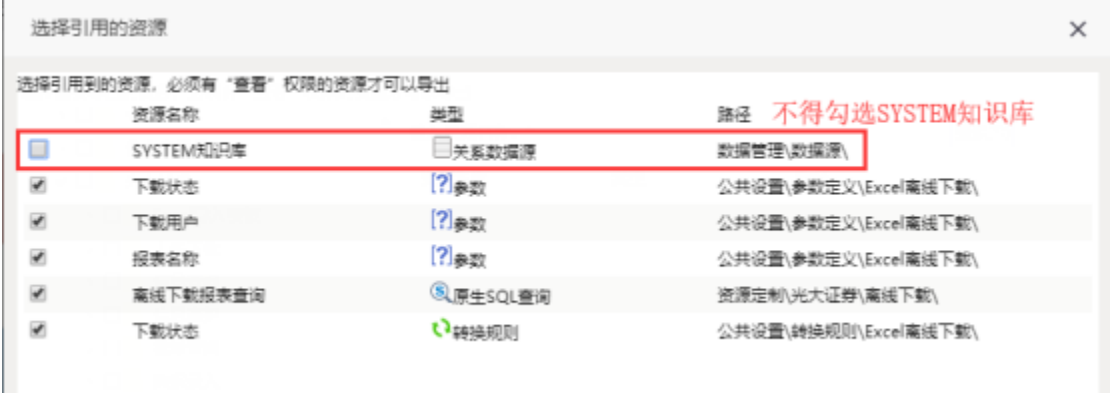 选择引用的资源
选择引用到的资源，必须有“查看”权限的资源才可以导出
资源名称 类型 路径 不得勾选SYSTEM知识库
SYSTEM知识库 关系数据源 数据管理\数据源\
下载状态 [?]参数 公共设置\参数定义\Excel离线下载\
下载用户 [?]参数 公共设置\参数定义\Excel离线下载\
报表名称 [?]参数 公共设置\参数定义\Excel离线下载\
离线下载报表查询 原生SQL查询 资源定制\光大证券\离线下载\
下载状态 转换规则 公共设置\转换规则\Excel离线下载\